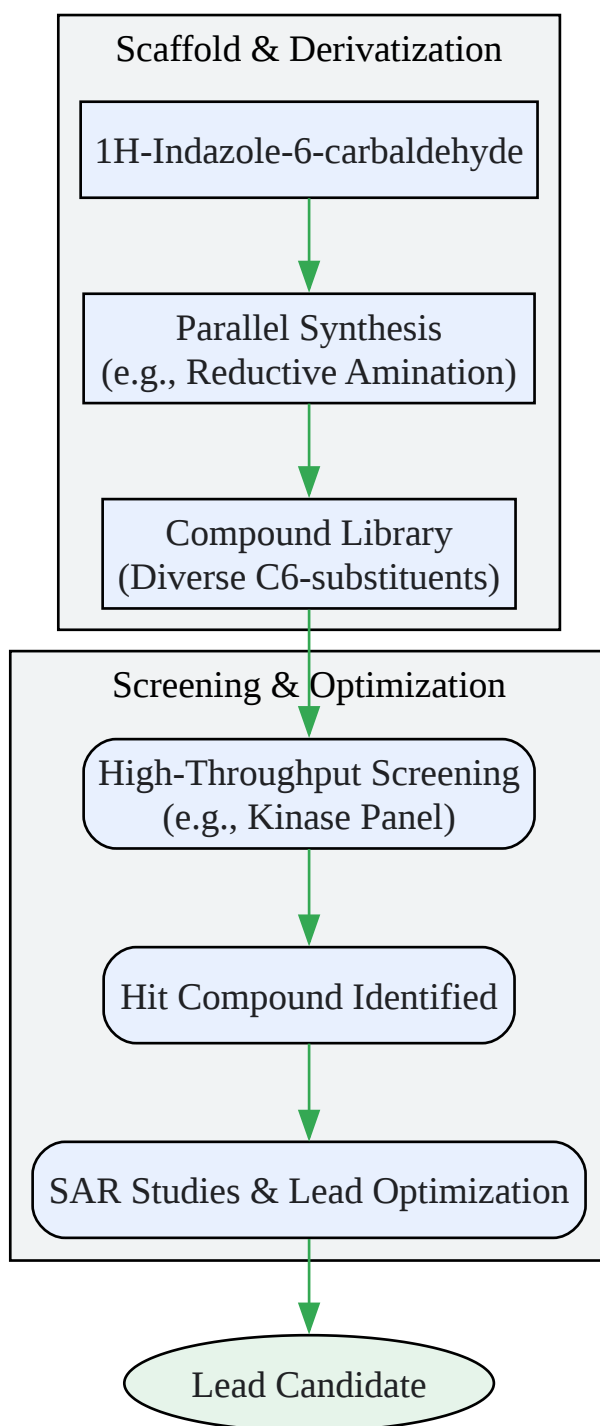 Scaffold & Derivatization
1H-Indazole-6-carbaldehyde
Parallel Synthesis
(e.g., Reductive Amination)
Compound Library
(Diverse C6-substituents)
Screening & Optimization
High-Throughput Screening
(e.g., Kinase Panel)
Hit Compound Identified
SAR Studies & Lead Optimization
Lead Candidate